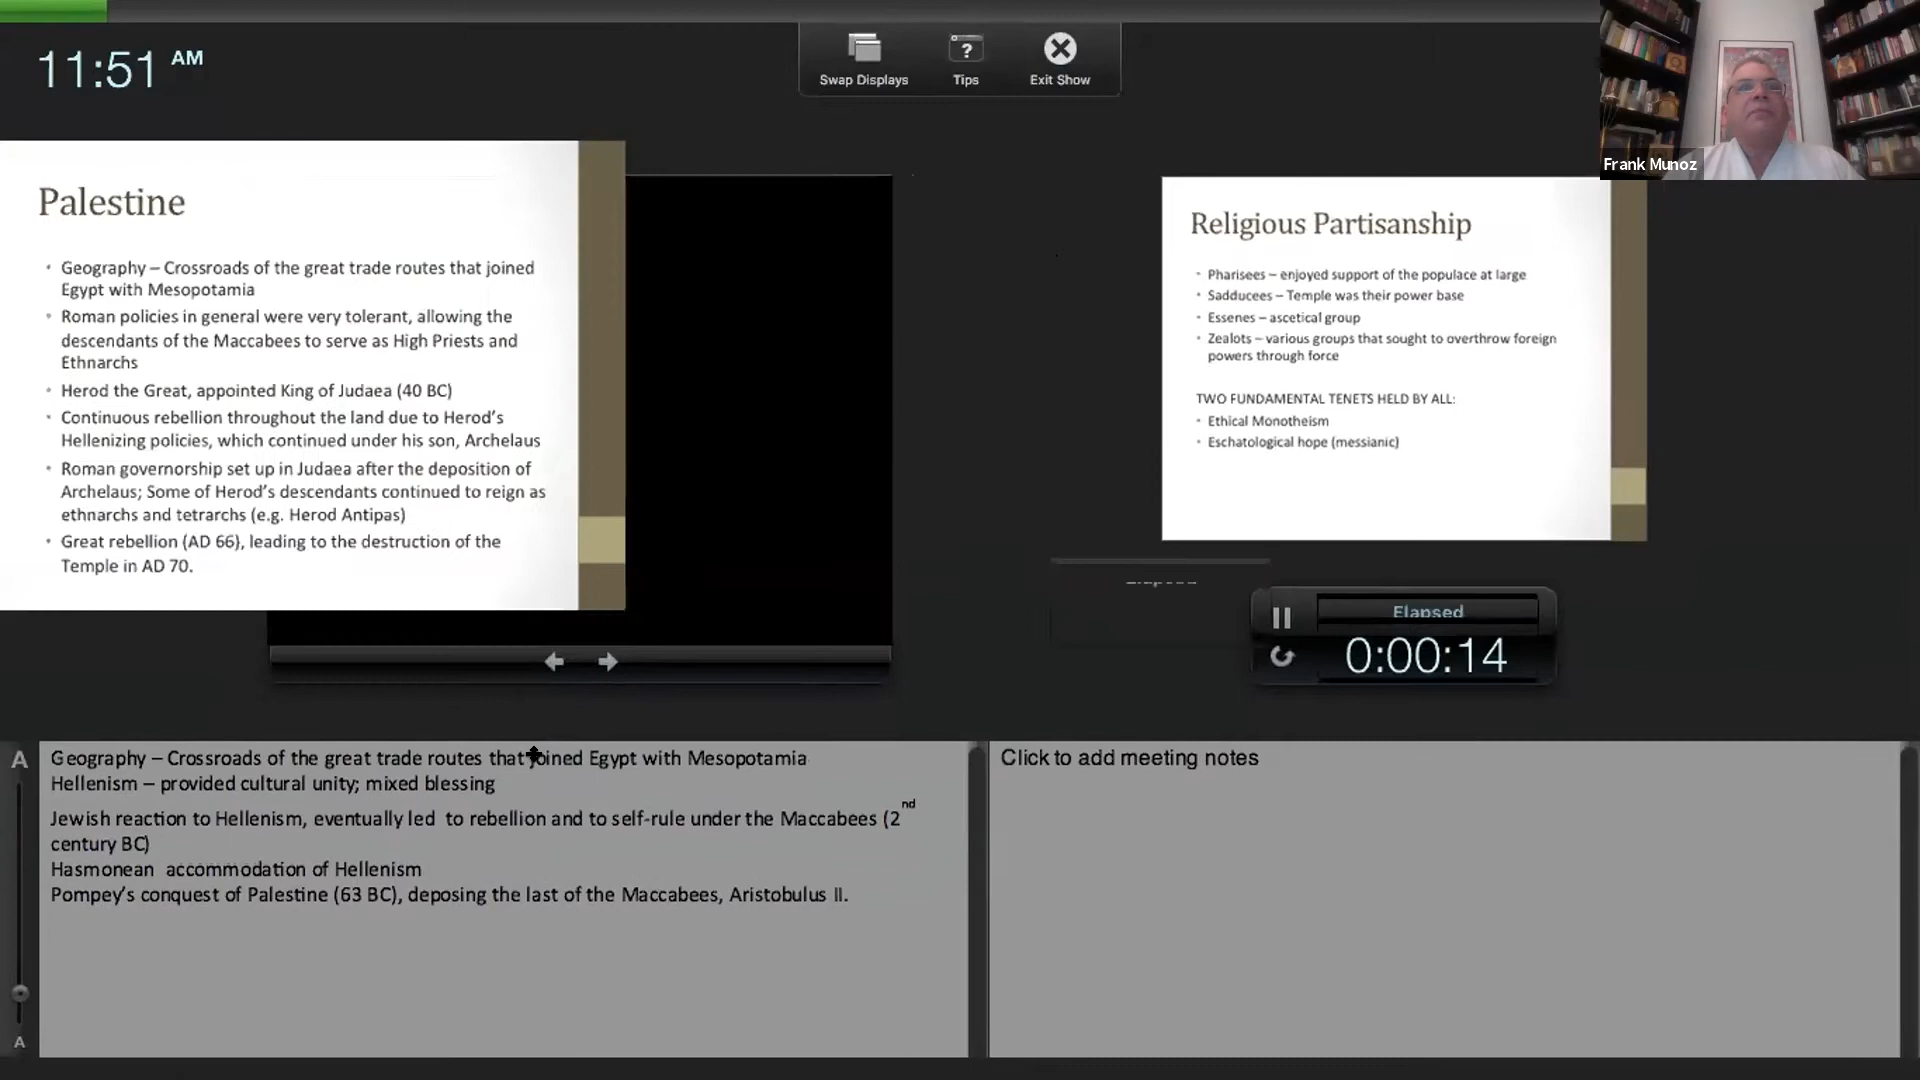 11:51 AM
Swap Displays
Tips
Exit Show
Frank Munoz
Palestine
• Geography – Crossroads of the great trade routes that joined
Egypt with Mesopotamia
• Roman policies in general were very tolerant, allowing the
descendants of the Maccabees to serve as High Priests and
Ethnarchs
• Herod the Great, appointed King of Judaea (40 BC)
• Continuous rebellion throughout the land due to Herod's
Hellenizing policies, which continued under his son, Archelaus
• Roman governorship set up in Judaea after the deposition of
Archelaus; Some of Herod's descendants continued to reign as
ethnarchs and tetrarchs (e.g. Herod Antipas)
• Great rebellion (AD 66), leading to the destruction of the
Temple in AD 70.
Religious Partisanship
• Pharisees – enjoyed support of the populace at large
• Sadducees – Temple was their power base
• Essenes – ascetical group
• Zealots – various groups that sought to overthrow foreign
powers through force
TWO FUNDAMENTAL TENETS HELD BY ALL:
• Ethical Monotheism
• Eschatological hope (messianic)
Elapsed
0:00:14
A
Geography – Crossroads of the great trade routes that joined Egypt with Mesopotamia
Hellenism – provided cultural unity; mixed blessing
Jewish reaction to Hellenism, eventually led  to rebellion and to self-rule under the Maccabees (2nd
century BC)
Hasmonean  accommodation of Hellenism
Pompey's conquest of Palestine (63 BC), deposing the last of the Maccabees, Aristobulus II.
A
Click to add meeting notes